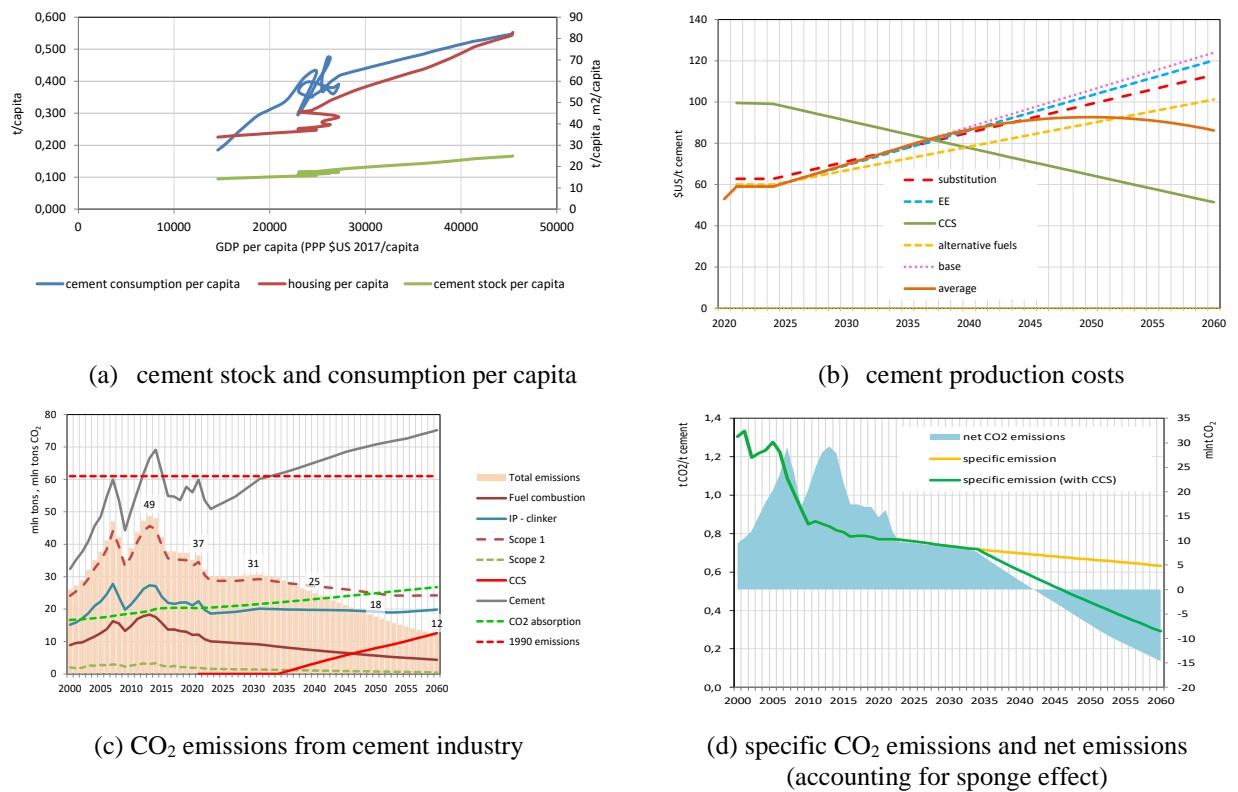 0,600
0,500
0,400
0,300
0,200
0,100
0,000
t/capita
90
80
70
60
50
40
30
20
10
0
t/capita , m2/capita
0 10000 20000 30000 40000 50000
GDP per capita (PPP $US 2017/capita
cement consumption per capita housing per capita cement stock per capita
(a) cement stock and consumption per capita
140
120
100
80
60
40
20
0
$US/t cement
substitution
EE
CCS
alternative fuels
base
average
2020 2025 2030 2035 2040 2045 2050 2055 2060
(b) cement production costs
80
70
60
50
40
30
20
10
0
mln tons , mln tons CO2
49
37
31
25
18
12
2000 2005 2010 2015 2020 2025 2030 2035 2040 2045 2050 2055 2060
Total emissions
Fuel combustion
IP - clinker
Scope 1
Scope 2
CCS
Cement
CO2 absorption
1990 emissions
(c) CO2 emissions from cement industry
1,4
1,2
1,0
0,8
0,6
0,4
0,2
0,0
t CO2/t cement
net CO2 emissions
specific emission
specific emission (with CCS)
35
30
25
20
15
10
5
0
-5
-10
-15
-20
mlnt CO2
2000 2005 2010 2015 2020 2025 2030 2035 2040 2045 2050 2055 2060
(d) specific CO2 emissions and net emissions
(accounting for sponge effect)